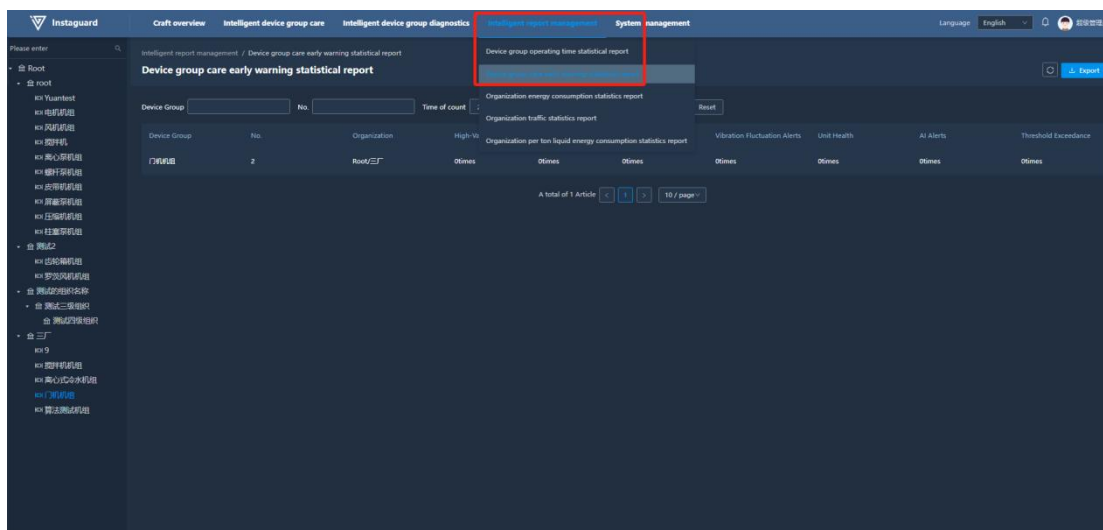 Instaguard
Craft overview Intelligent device group care Intelligent device group diagnostics Intelligent report management System management Language English 超级管理
Please enter
Intelligent report management / Device group care early warning statistical report
Device group care early warning statistical report
Export
Device group operating time statistical report
Organization energy consumption statistics report
Organization traffic statistics report
Organization per ton liquid energy consumption statistics report
Root
root
Yuantest
电机机组
风机机组
搅拌机
离心泵机组
螺杆泵机组
皮带机机组
屏蔽泵机组
压缩机机组
柱塞泵机组
测试2
齿轮箱机组
罗茨风机机组
测试的组织名称
测试三级组织
测试四级组织
三厂
9
搅拌机机组
离心式冷水机组
门机机组
算法测试机组
Device Group No. Time of count Reset
Device Group No. Organization Vibration Fluctuation Alerts Unit Health AI Alerts Threshold Exceedance
门机机组 2 Root/三厂 0times 0times 0times 0times 0times 0times 0times
A total of 1 Article < 1 > 10 / page